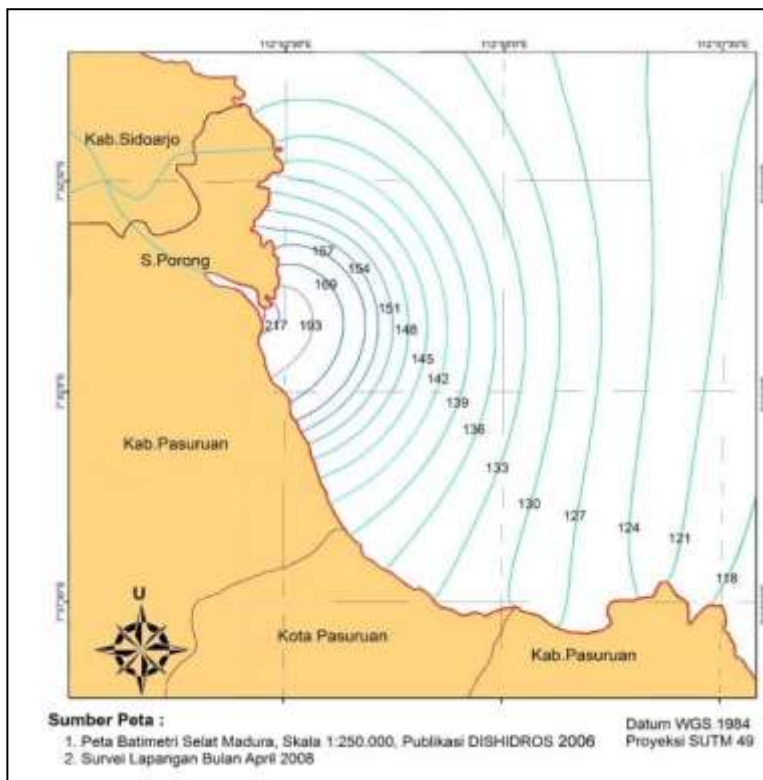 Kab.Sidoarjo
S.Porong
157
154
169
151
217
193
148
145
142
139
136
133
130
127
124
121
118
Kab.Pasuruan
U
Kota Pasuruan
Kab.Pasuruan
Sumber Peta :
1. Peta Batimetri Selat Madura, Skala 1:250.000, Publikasi DISHIDROS 2006
2. Survei Lapangan Bulan April 2008
Datum WGS 1984
Proyeksi SUTM 49